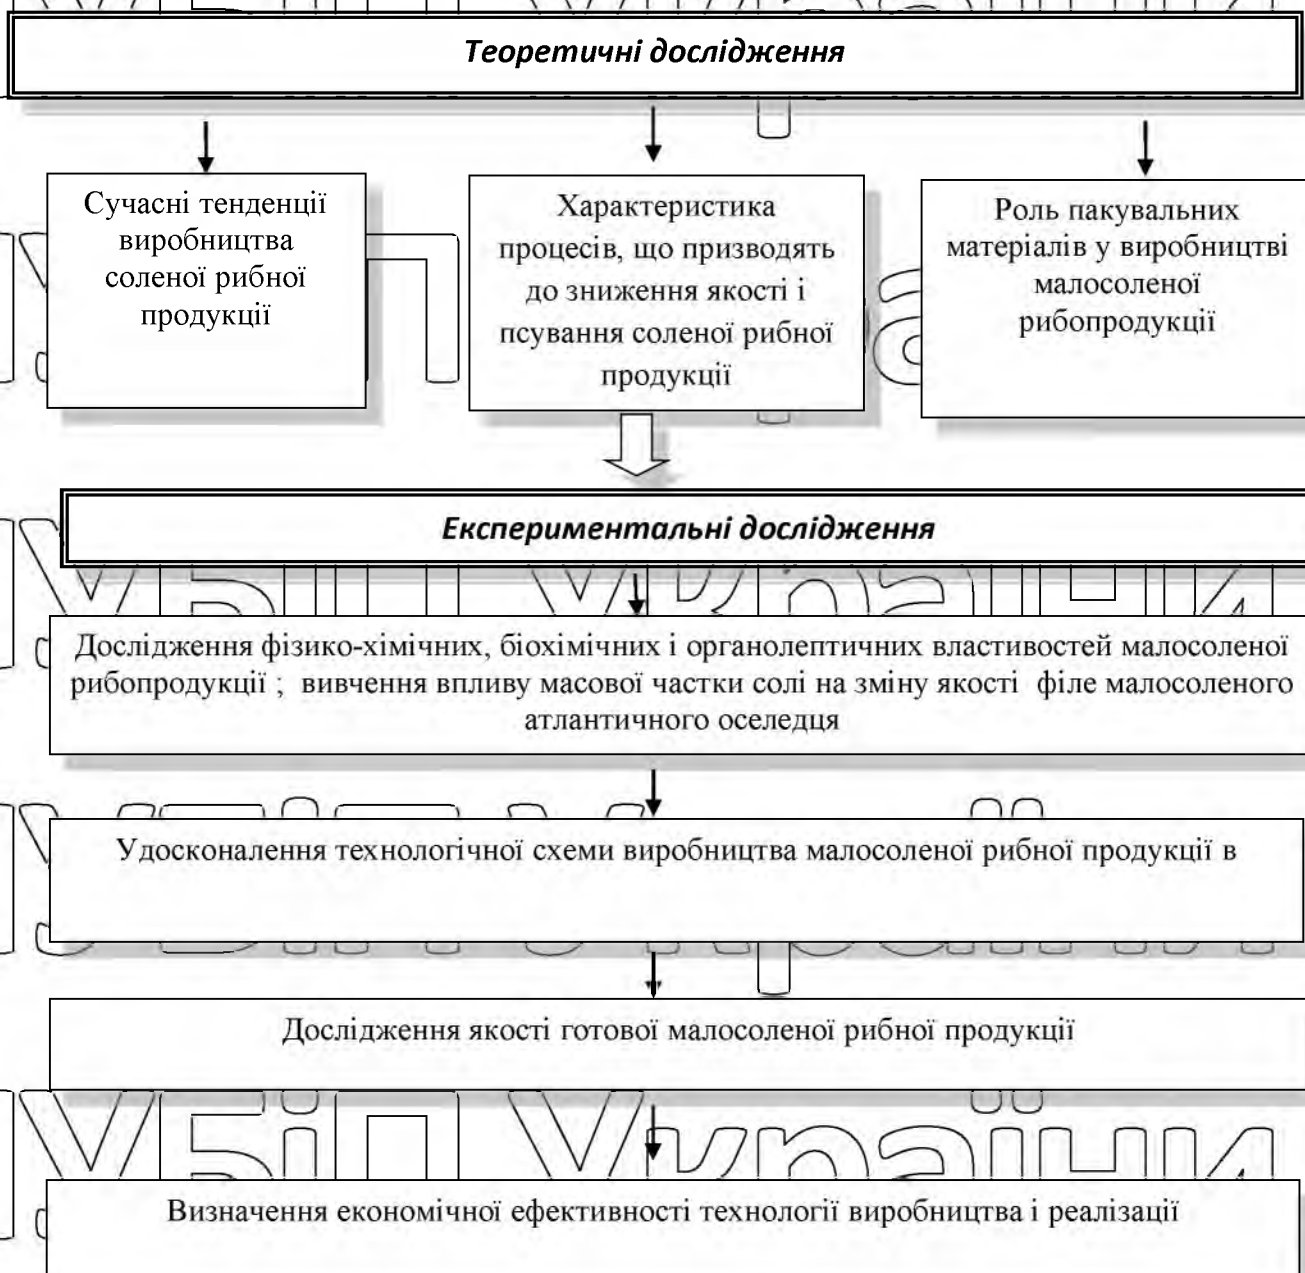 Теоретичні дослідження
Сучасні тенденції
виробництва
соленої рибної
продукції
Характеристика
процесів, що призводять
до зниження якості і
псування соленої рибної
продукції
Роль пакувальних
матеріалів у виробництві
малосоленої
рибопродукції
Експериментальні дослідження
Дослідження фізико-хімічних, біохімічних і органолептичних властивостей малосоленої
рибопродукції ; вивчення впливу масової частки солі на зміну якості філе малосоленого
атлантичного оселедця
Удосконалення технологічної схеми виробництва малосоленої рибної продукції в
Дослідження якості готової малосоленої рибної продукції
Визначення економічної ефективності технології виробництва і реалізації